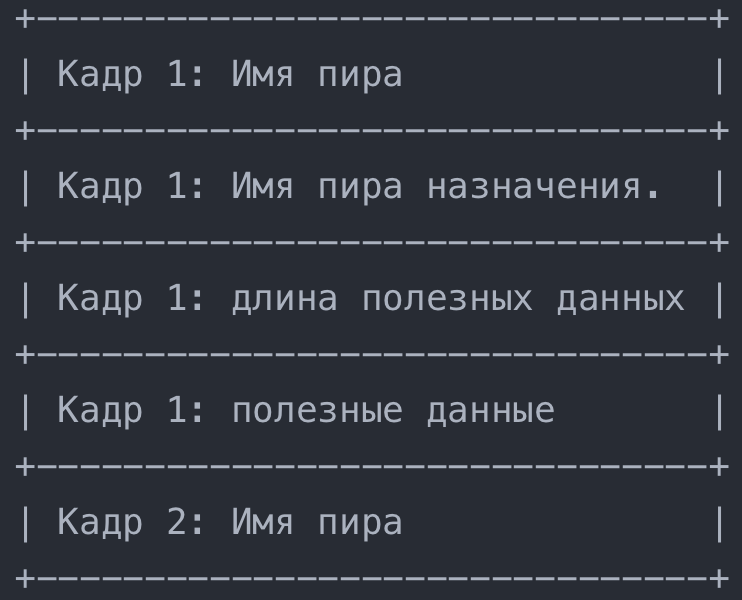 +-------------------------------+
| Кадр 1: Имя пира              |
+-------------------------------+
| Кадр 1: Имя пира назначения.  |
+-------------------------------+
| Кадр 1: длина полезных данных |
+-------------------------------+
| Кадр 1: полезные данные       |
+-------------------------------+
| Кадр 2: Имя пира              |
+-------------------------------+